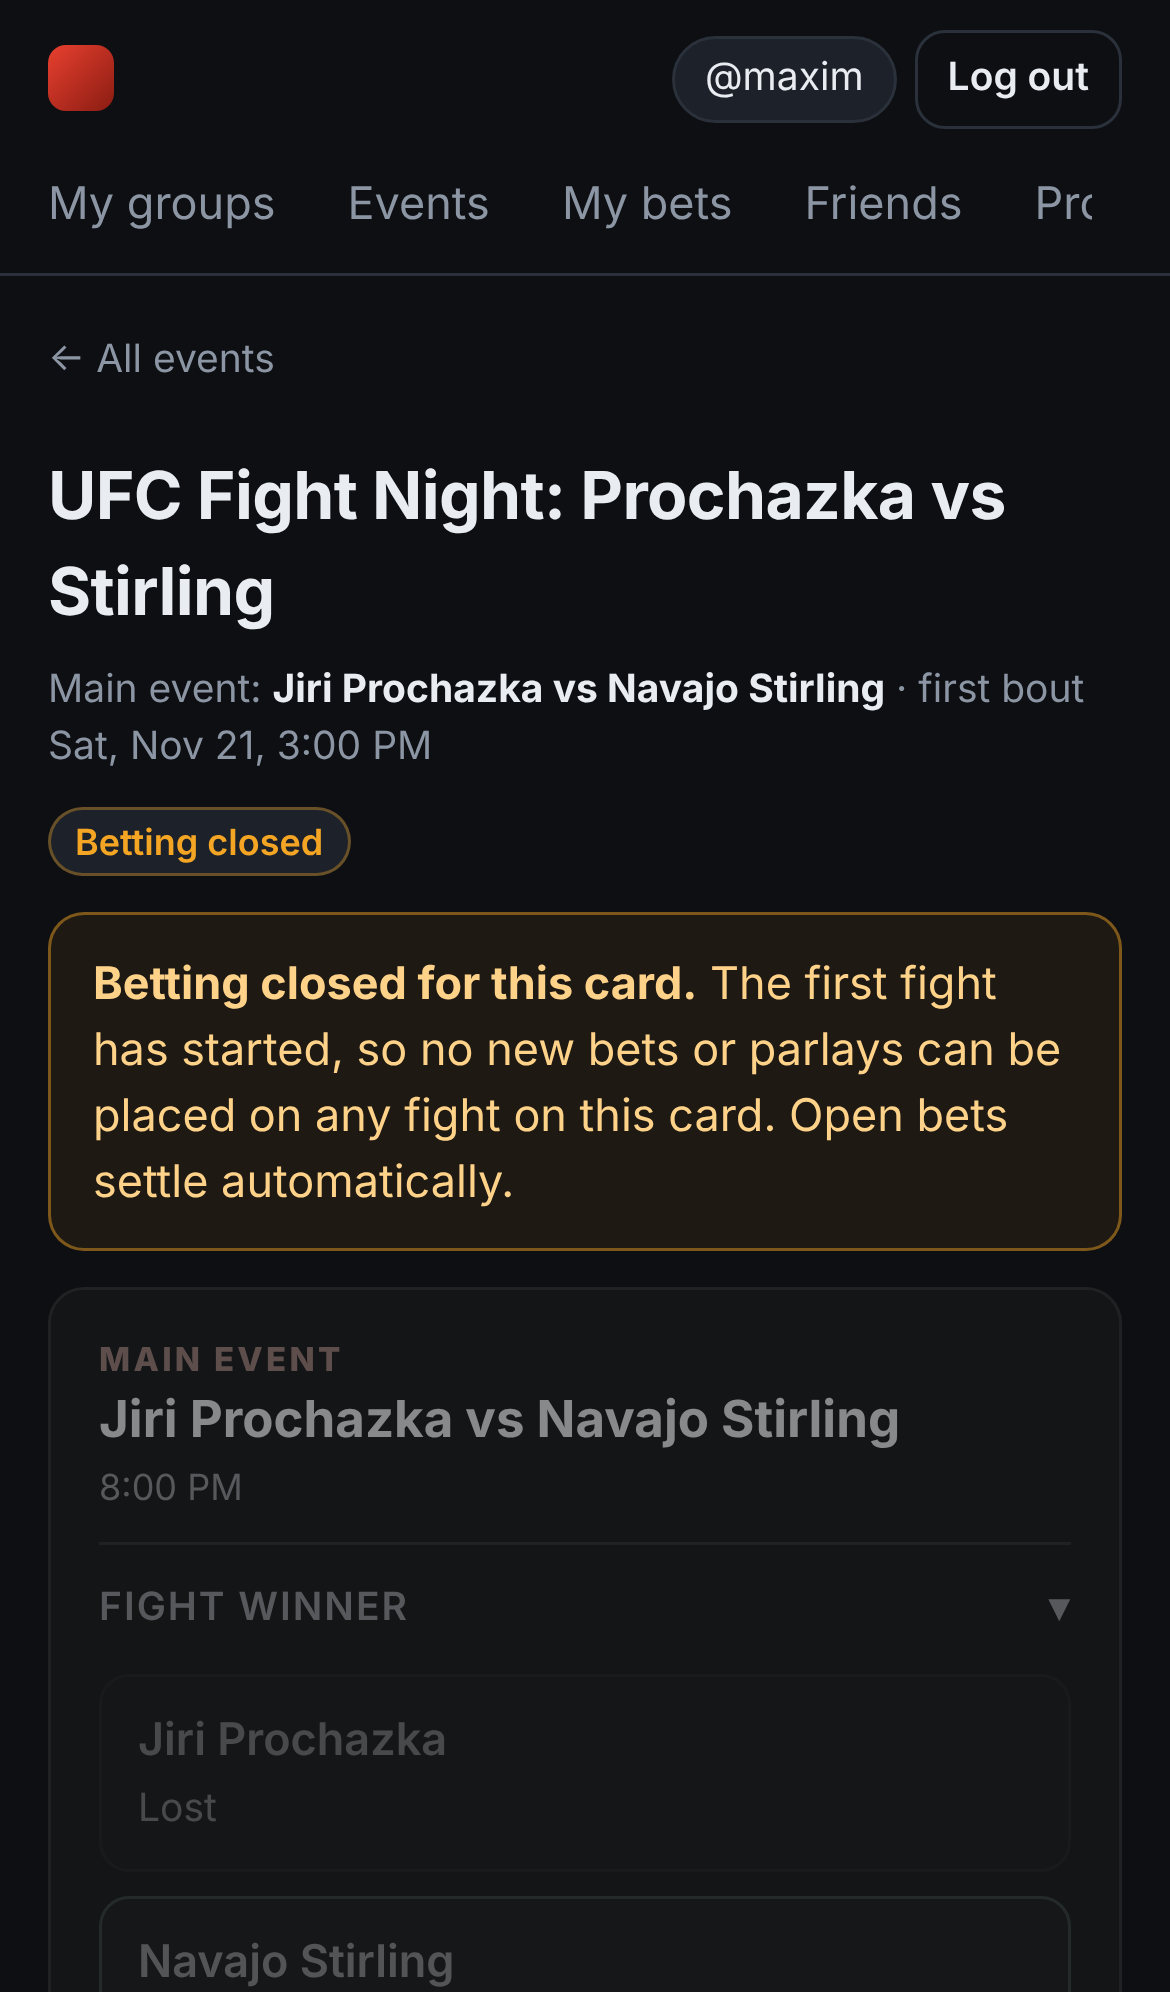 @maxim
Log out
My groups Events My bets Friends Prc
← All events
UFC Fight Night: Prochazka vs
Stirling
Main event: Jiri Prochazka vs Navajo Stirling · first bout
Sat, Nov 21, 3:00 PM
Betting closed
Betting closed for this card. The first fight
has started, so no new bets or parlays can be
placed on any fight on this card. Open bets
settle automatically.
MAIN EVENT
Jiri Prochazka vs Navajo Stirling
8:00 PM
FIGHT WINNER ▼
Jiri Prochazka
Lost
Navajo Stirling